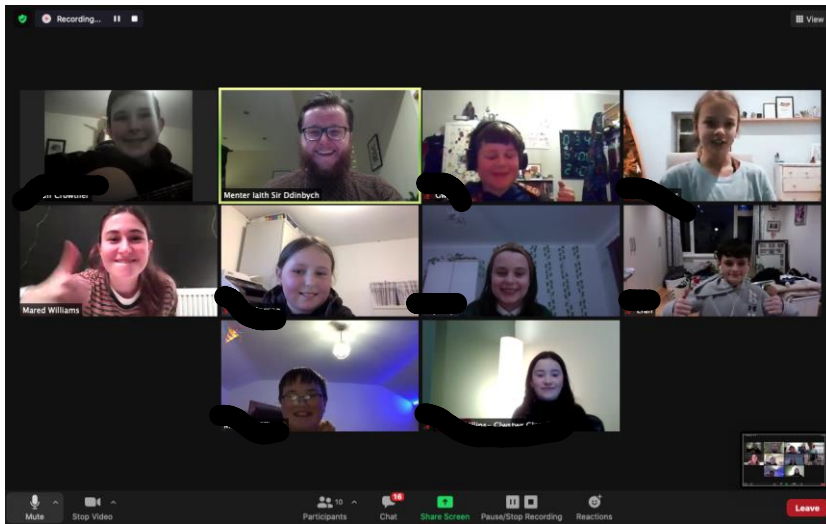 Recording...
View
Menter Iaith Sir Ddinbych
Mared Williams
Mute
Stop Video
Participants
10
Chat
16
Share Screen
Pause/Stop Recording
Reactions
Leave